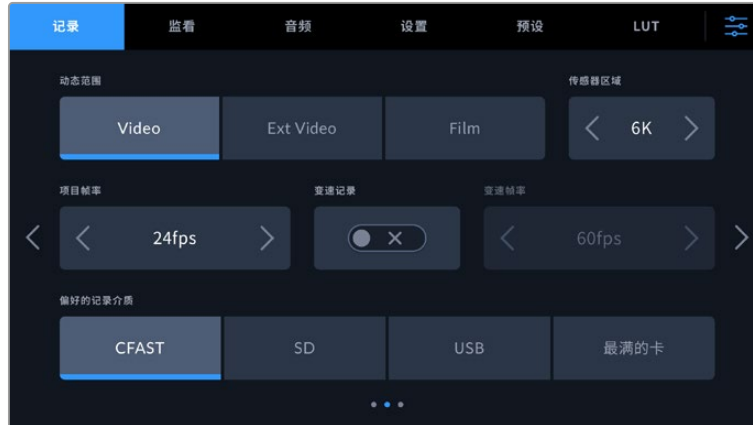 记录 监看 音频 设置 预设 LUT
动态范围 传感器区域
Video Ext Video Film 6K
项目帧率 变速记录 变速帧率
24fps 60fps
偏好的记录介质
CFAST SD USB 最满的卡